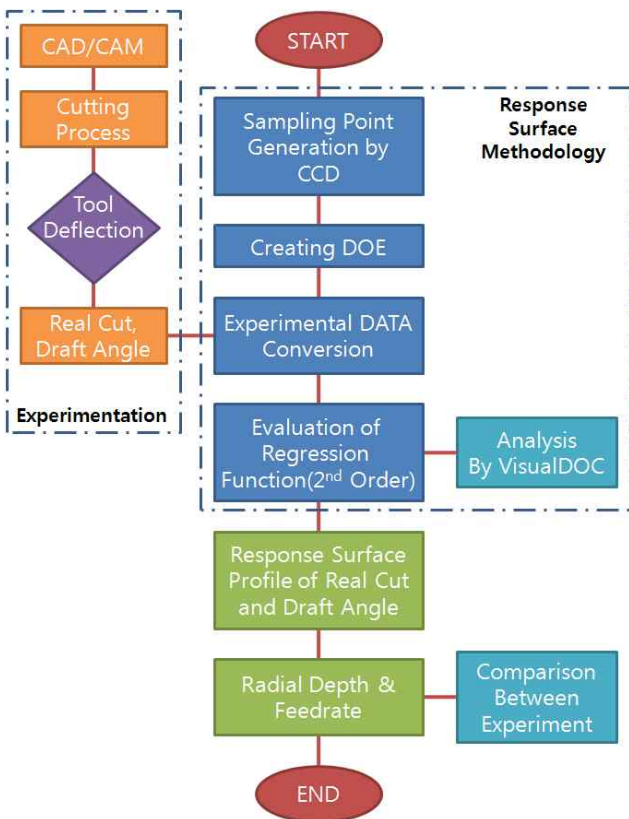 CAD/CAM
Cutting
Process
Tool
Deflection
Real Cut,
Draft Angle
Experimentation
START
Response
Surface
Methodology
Sampling Point
Generation by
CCD
Creating DOE
Experimental DATA
Conversion
Evaluation of
Regression
Function(2nd Order)
Analysis
By VisualDOC
Response Surface
Profile of Real Cut
and Draft Angle
Radial Depth &
Feedrate
Comparison
Between
Experiment
END